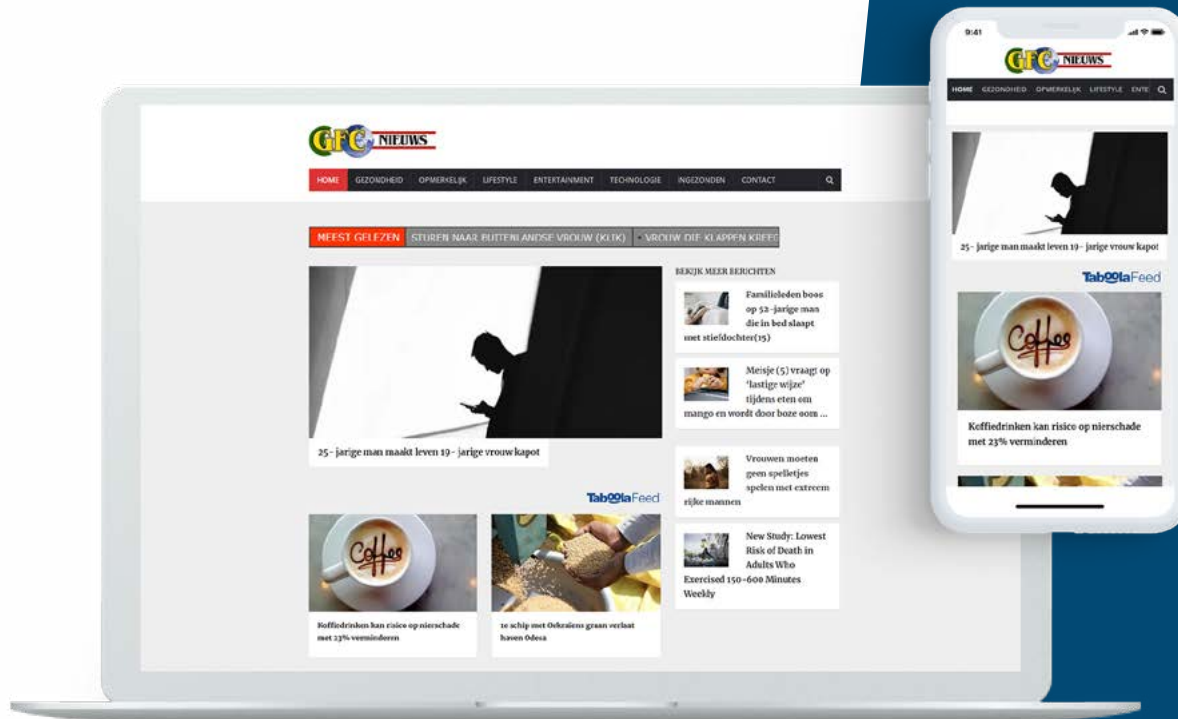 GFC NIEUWS
HOME GEZONDHEID OPMERKELIJK LIFESTYLE ENTERTAINMENT TECHNOLOGIE INGEZONDEN CONTACT
MEEST GELEZEN STUREN NAAR BUITENLANDSE VROUW (KLIK) • VROUW DIE KLAPPEN KREEG
25- jarige man maakt leven 19- jarige vrouw kapot
BEKIJK MEER BERICHTEN
Familieleden boos
op 52-jarige man
die in bed slaapt
met stiefdochter(15)
Meisje (5) vraagt op
‘lastige wijze’
tijdens eten om
mango en wordt door boze oom ...
Vrouwen moeten
geen spelletjes
spelen met extreem
rijke mannen
New Study: Lowest
Risk of Death in
Adults Who
Exercised 150-600 Minutes
Weekly
Taboola Feed
Coffee
Koffiedrinken kan risico op nierschade
met 23% verminderen
1e schip met Oekraïens graan verlaat
haven Odesa
9:41
GFC NIEUWS
HOME GEZONDHEID OPMERKELIJK LIFESTYLE ENTE
25- jarige man maakt leven 19- jarige vrouw kapot
Taboola Feed
Coffee
Koffiedrinken kan risico op nierschade
met 23% verminderen